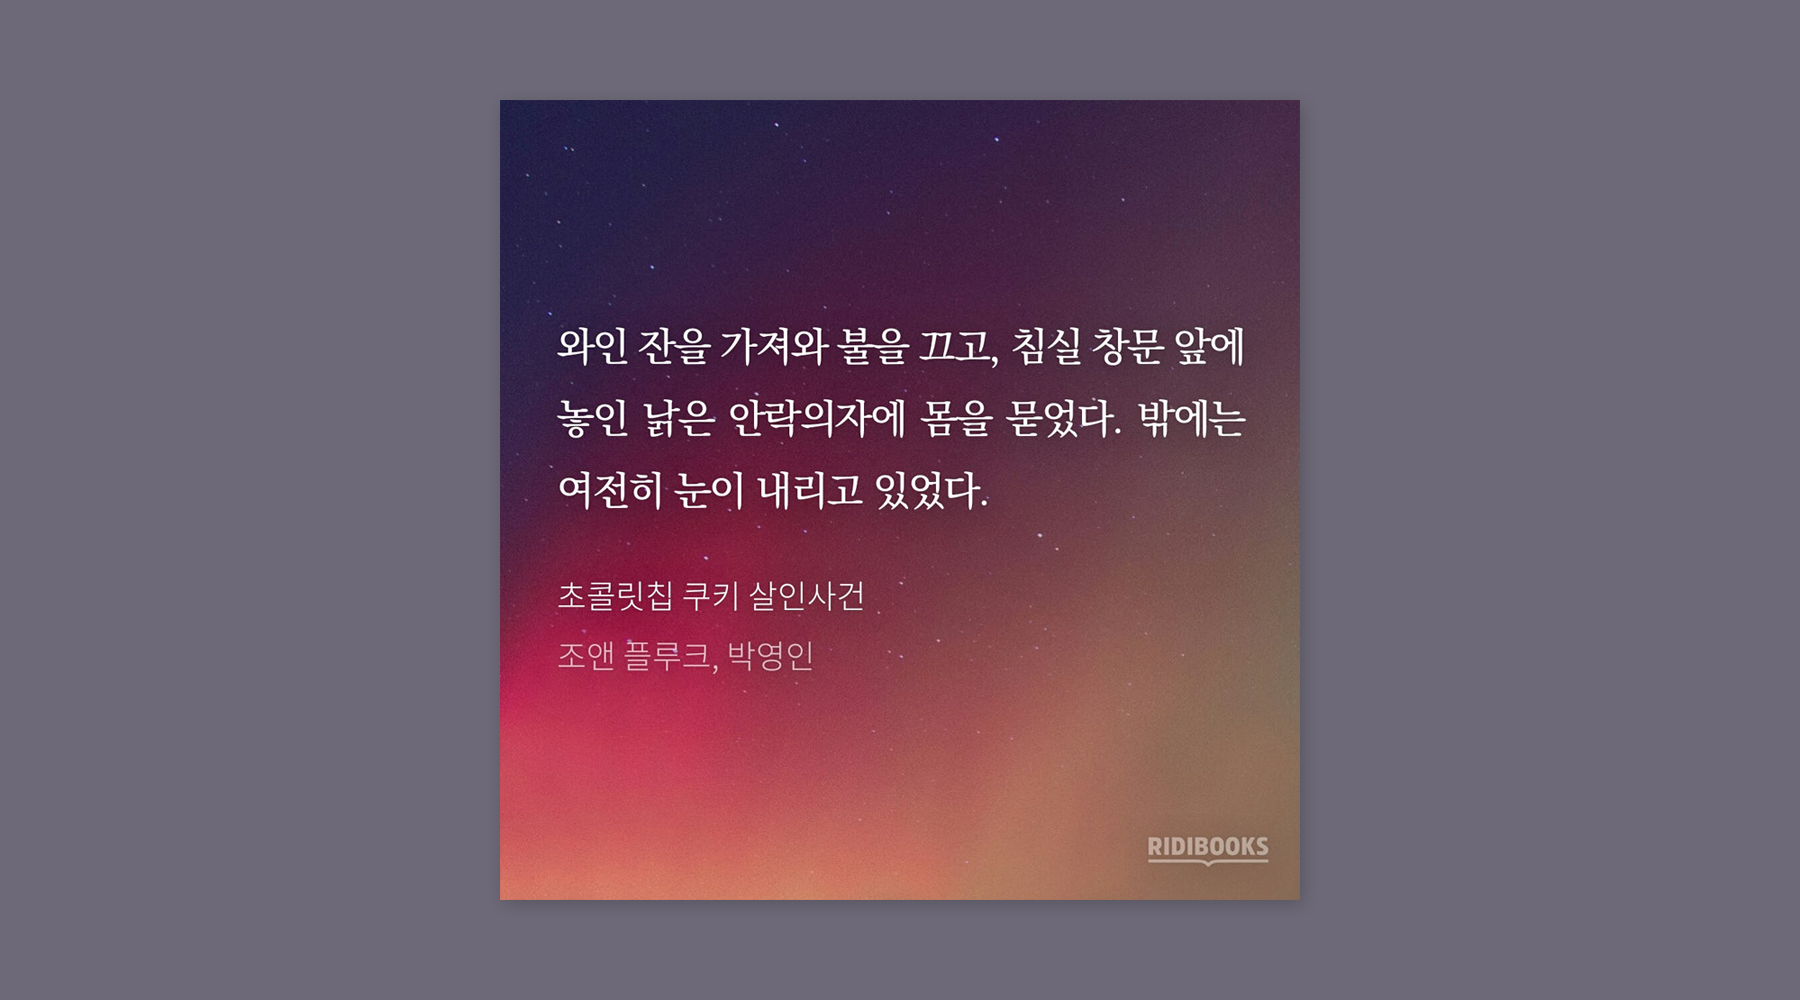 와인 잔을 가져와 불을 끄고, 침실 창문 앞에
놓인 낡은 안락의자에 몸을 묻었다. 밖에는
여전히 눈이 내리고 있었다.
초콜릿칩 쿠키 살인사건
조앤 플루크, 박영인
RIDIBOOKS